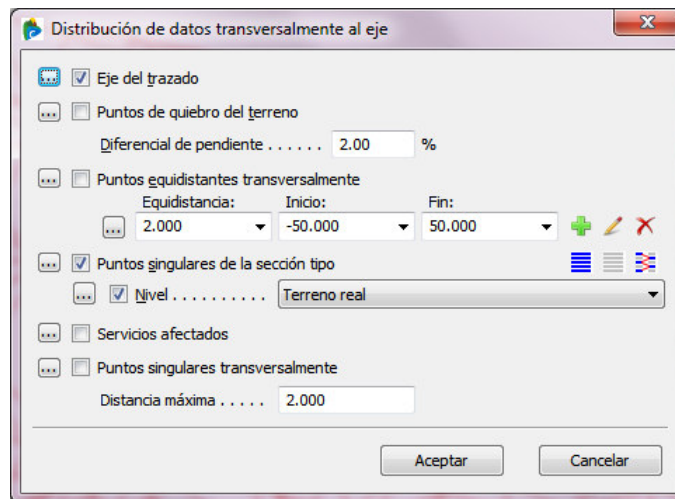 Distribución de datos transversalmente al eje
Eje del trazado
Puntos de quiebro del terreno
Diferencial de pendiente . . . . . . 2.00 %
Puntos equidistantes transversalmente
Equidistancia: Inicio: Fin:
2.000 -50.000 50.000
Puntos singulares de la sección tipo
Nivel . . . . . . . . . . Terreno real
Servicios afectados
Puntos singulares transversalmente
Distancia máxima . . . . . 2.000
Aceptar Cancelar